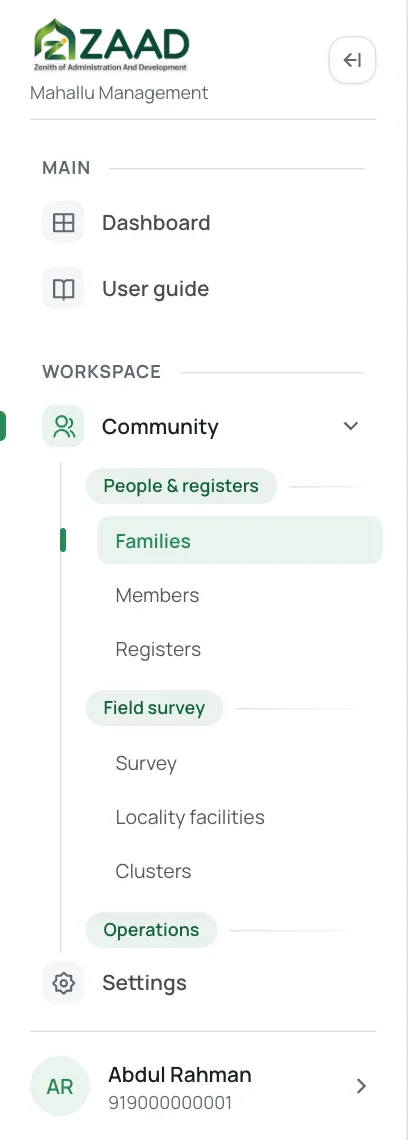 ZAAD
Zenith of Administration And Development
Mahallu Management
MAIN
Dashboard
User guide
WORKSPACE
Community
People & registers
Families
Members
Registers
Field survey
Survey
Locality facilities
Clusters
Operations
Settings
AR
Abdul Rahman
919000000001